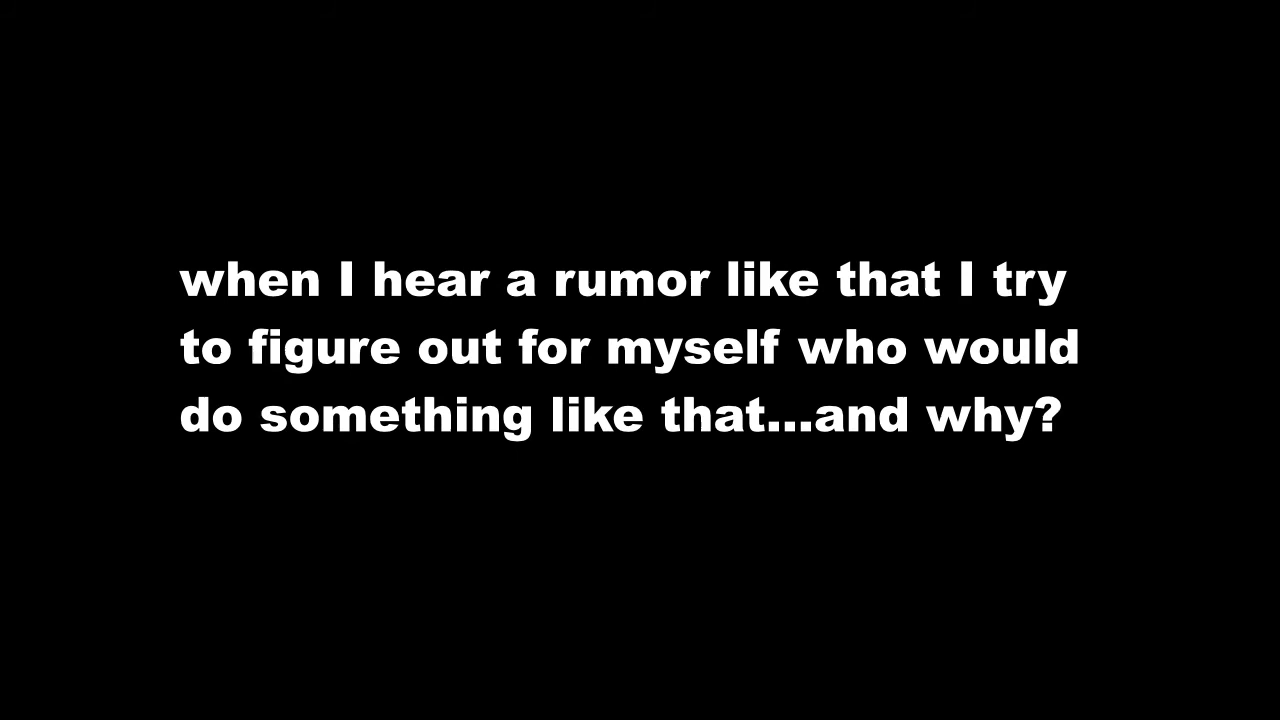 when I hear a rumor like that I try
to figure out for myself who would
do something like that...and why?